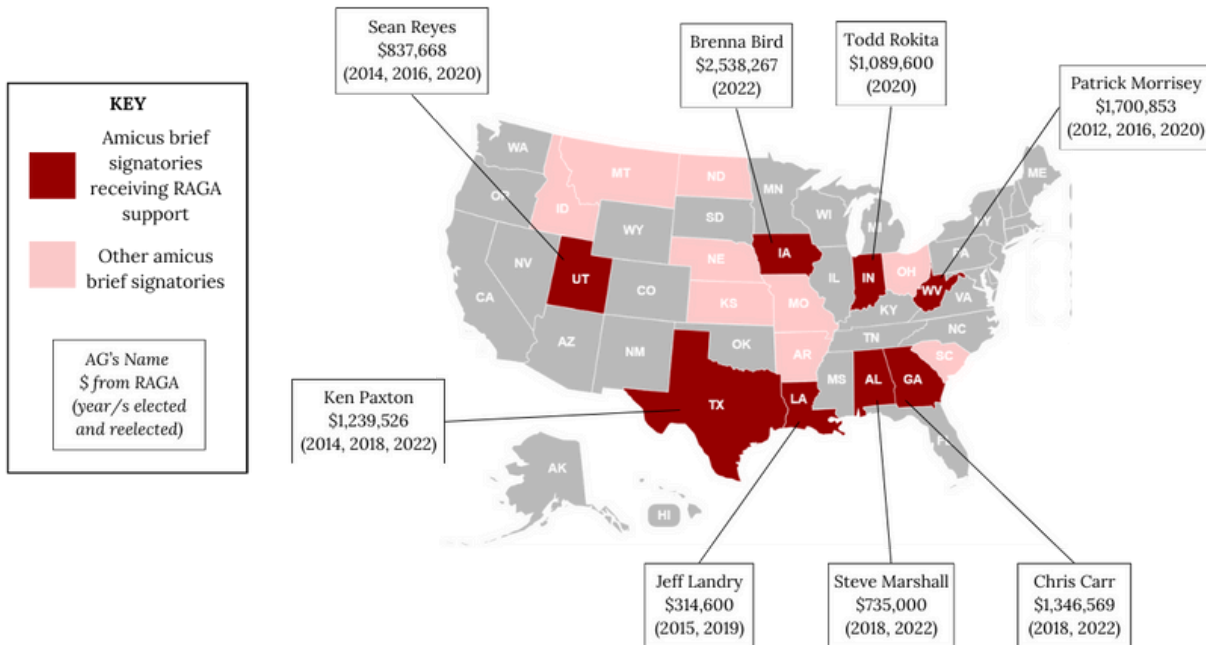 Sean Reyes
$837,668
(2014, 2016, 2020)
Brenna Bird
$2,538,267
(2022)
Todd Rokita
$1,089,600
(2020)
Patrick Morrisey
$1,700,853
(2012, 2016, 2020)
KEY
Amicus brief
signatories
receiving RAGA
support
Other amicus
brief signatories
AG's Name
$ from RAGA
(year/s elected
and reelected)
WA
MT
ND
MN
ME
OR
ID
SD
WI
MI
NY
WY
IA
PA
NV
UT
NE
IL
IN
OH
WV
CA
CO
KS
MO
KY
VA
AZ
NM
OK
AR
TN
NC
SC
TX
LA
MS
AL
GA
FL
AK
HI
Ken Paxton
$1,239,526
(2014, 2018, 2022)
Jeff Landry
$314,600
(2015, 2019)
Steve Marshall
$735,000
(2018, 2022)
Chris Carr
$1,346,569
(2018, 2022)